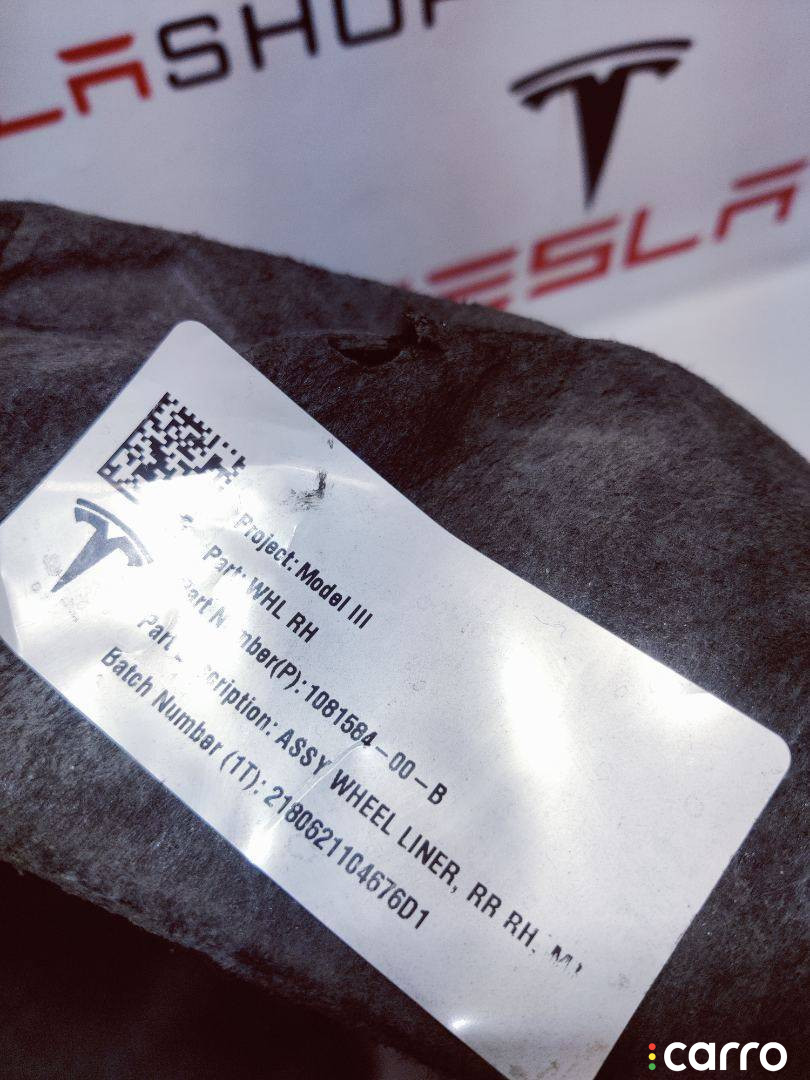 LASHOP
TESLA
Project: Model III
Part: WHL RH
Part Number(P): 1081584-00-B
Part Description: ASSY WHEEL LINER, RR RH,
Batch Number (1T): 2180621104676D1
carro